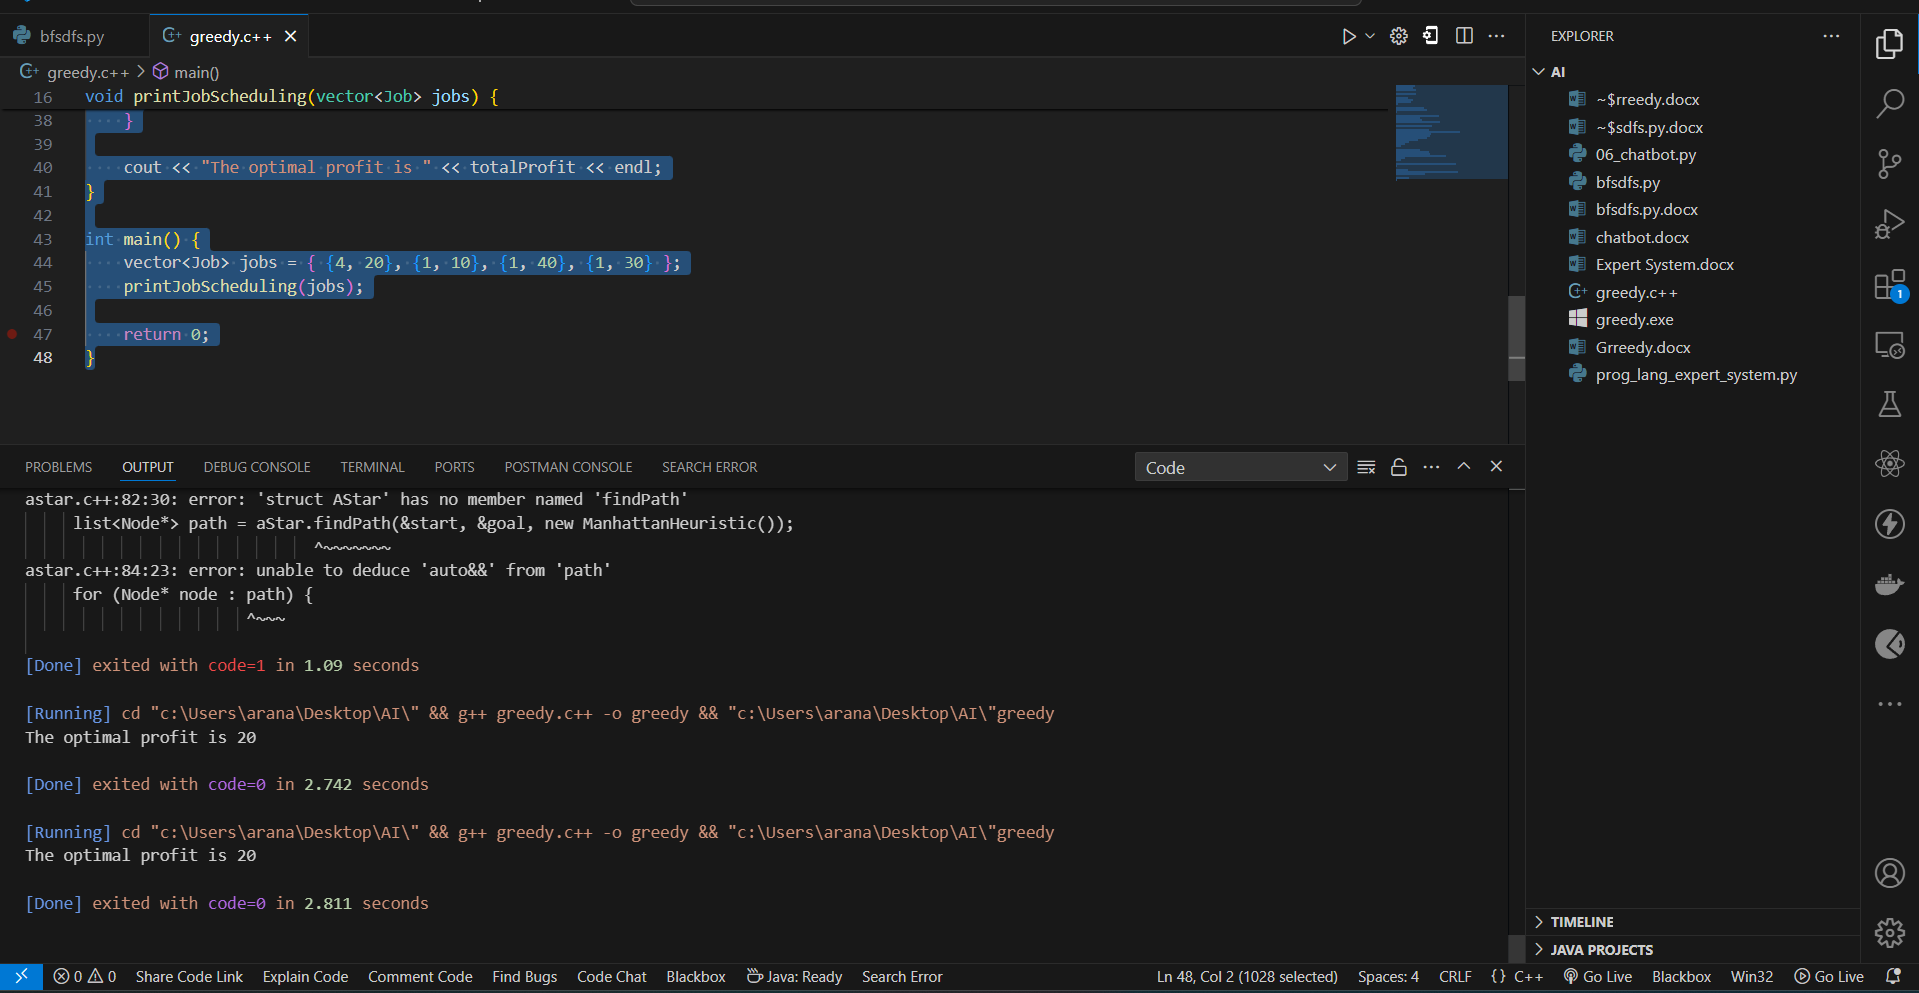 bfsdfs.py
greedy.c++
greedy.c++ > main()
16 void printJobScheduling(vector<Job> jobs) {
38 }
39
40 cout << "The optimal profit is " << totalProfit << endl;
41 }
42
43 int main() {
44 vector<Job> jobs = { {4, 20}, {1, 10}, {1, 40}, {1, 30} };
45 printJobScheduling(jobs);
46
47 return 0;
48 }
PROBLEMS OUTPUT DEBUG CONSOLE TERMINAL PORTS POSTMAN CONSOLE SEARCH ERROR
Code
astar.c++:82:30: error: 'struct AStar' has no member named 'findPath'
list<Node*> path = aStar.findPath(&start, &goal, new ManhattanHeuristic());
^~~~~~~~
astar.c++:84:23: error: unable to deduce 'auto&&' from 'path'
for (Node* node : path) {
^~~~
[Done] exited with code=1 in 1.09 seconds
[Running] cd "c:\Users\arana\Desktop\AI\" && g++ greedy.c++ -o greedy && "c:\Users\arana\Desktop\AI\"greedy
The optimal profit is 20
[Done] exited with code=0 in 2.742 seconds
[Running] cd "c:\Users\arana\Desktop\AI\" && g++ greedy.c++ -o greedy && "c:\Users\arana\Desktop\AI\"greedy
The optimal profit is 20
[Done] exited with code=0 in 2.811 seconds
EXPLORER
AI
~$rreedy.docx
~$sdfs.py.docx
06_chatbot.py
bfsdfs.py
bfsdfs.py.docx
chatbot.docx
Expert System.docx
greedy.c++
greedy.exe
Grreedy.docx
prog_lang_expert_system.py
TIMELINE
JAVA PROJECTS
1
0 0 Share Code Link Explain Code Comment Code Find Bugs Code Chat Blackbox Java: Ready Search Error Ln 48, Col 2 (1028 selected) Spaces: 4 CRLF {} C++ Go Live Blackbox Win32 Go Live